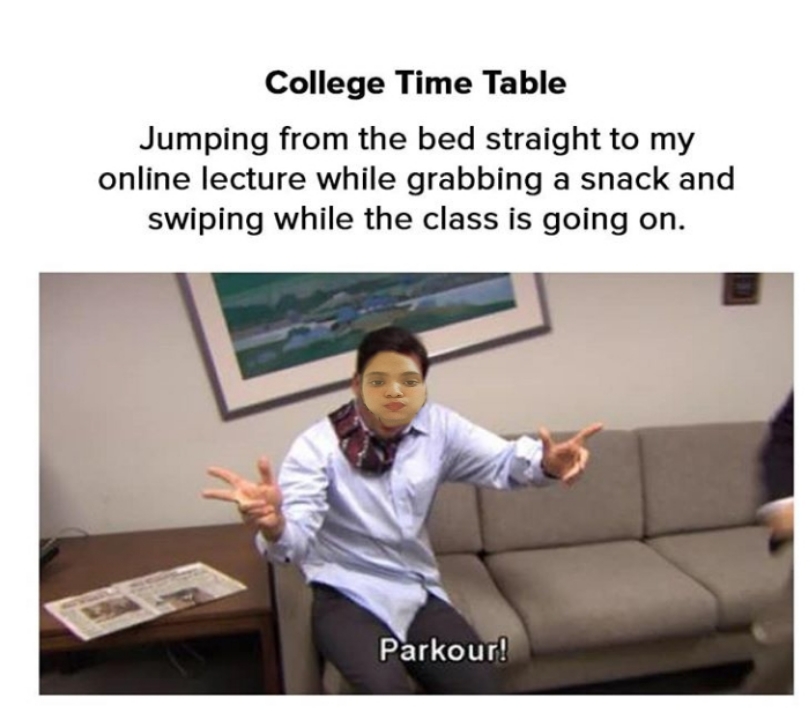 College Time Table
Jumping from the bed straight to my
online lecture while grabbing a snack and
swiping while the class is going on.
Parkour!